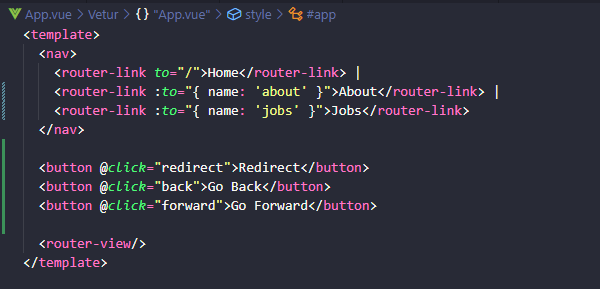 App.vue > Vetur > {} "App.vue" > style > #app
<template>
  <nav>
    <router-link to="/">Home</router-link> |
    <router-link :to="{ name: 'about' }">About</router-link> |
    <router-link :to="{ name: 'jobs' }">Jobs</router-link>
  </nav>

  <button @click="redirect">Redirect</button>
  <button @click="back">Go Back</button>
  <button @click="forward">Go Forward</button>

  <router-view/>
</template>